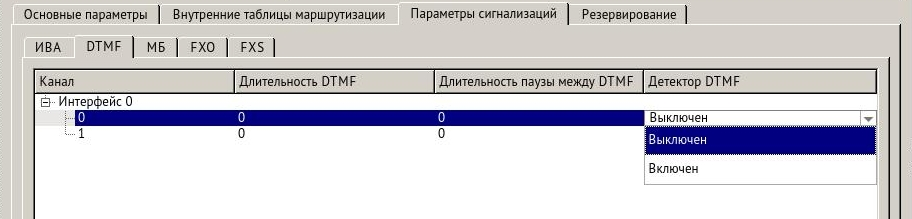 Основные параметры Внутренние таблицы маршрутизации Параметры сигнализаций Резервирование
ИВА DTMF МБ FXO FXS
Канал Длительность DTMF Длительность паузы между DTMF Детектор DTMF
Интерфейс 0
0 0 0 Выключен
1 0 0 Выключен
Включен